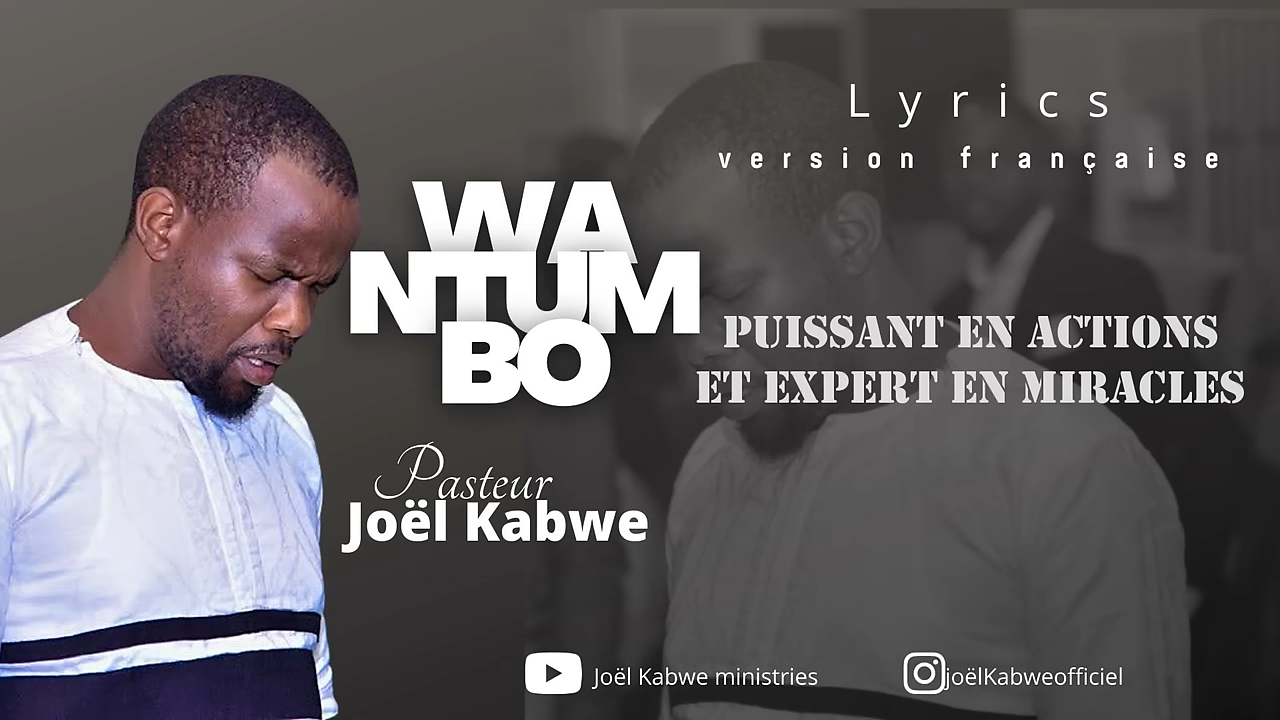 Lyrics
version française
WA
NTUM
BO
PUISSANT EN ACTIONS
ET EXPERT EN MIRACLES
Pasteur
Joël Kabwe
Joël Kabwe ministries
joëlKabweofficiel